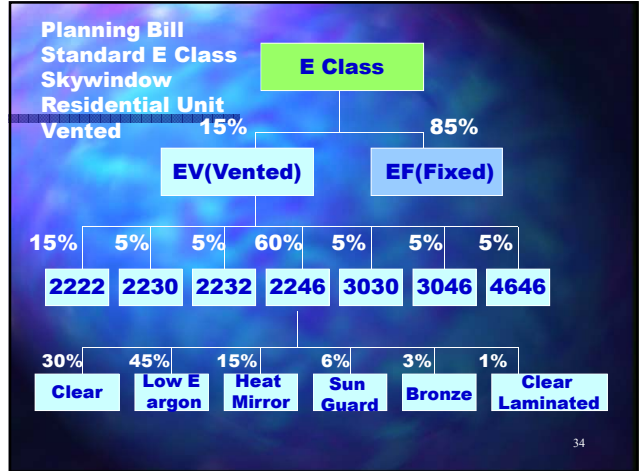 Planning Bill
Standard E Class
Skywindow
Residential Unit
Vented
E Class
15% 85%
EV(Vented) EF(Fixed)
15% 5% 5% 60% 5% 5% 5%
2222 2230 2232 2246 3030 3046 4646
30% 45% 15% 6% 3% 1%
Clear
Low E
argon
Heat
Mirror
Sun
Guard
Bronze
Clear
Laminated
34